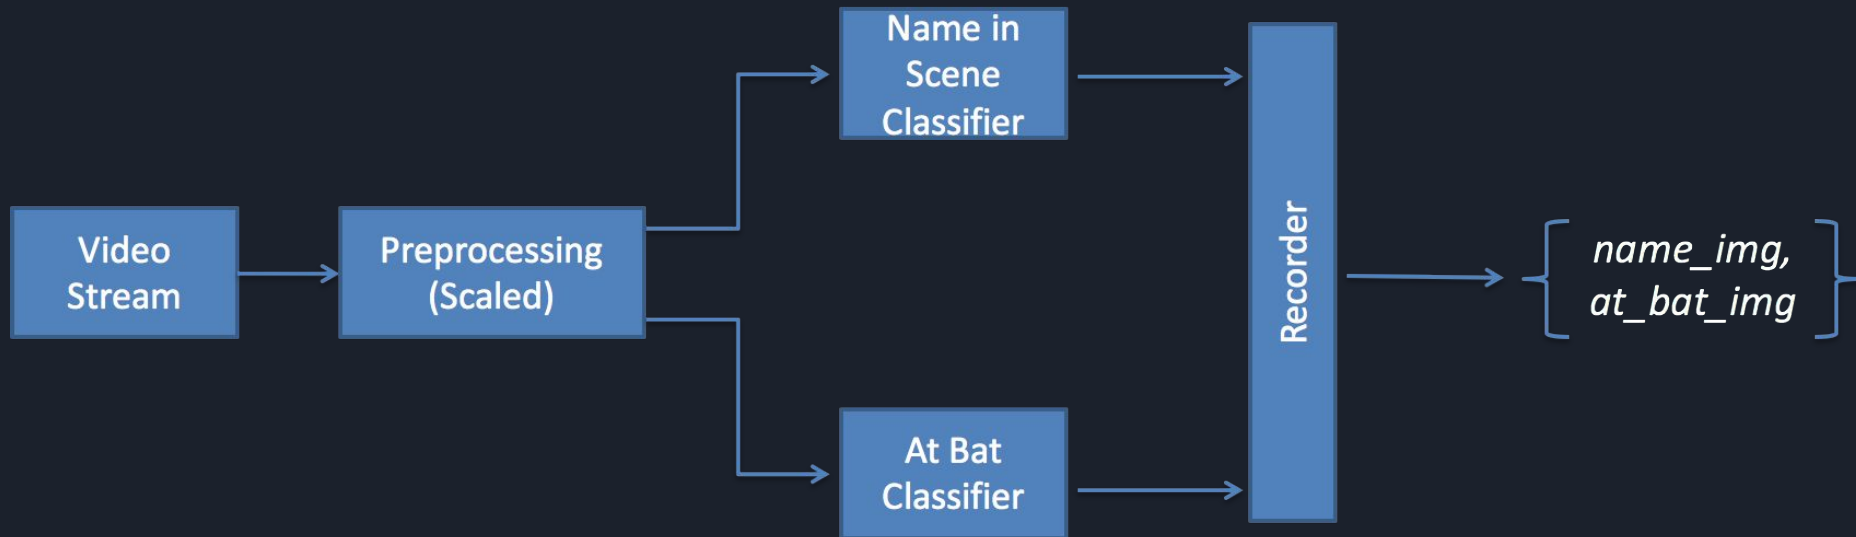 Video
Stream
Preprocessing
(Scaled)
Name in
Scene
Classifier
At Bat
Classifier
Recorder
name_img,
at_bat_img